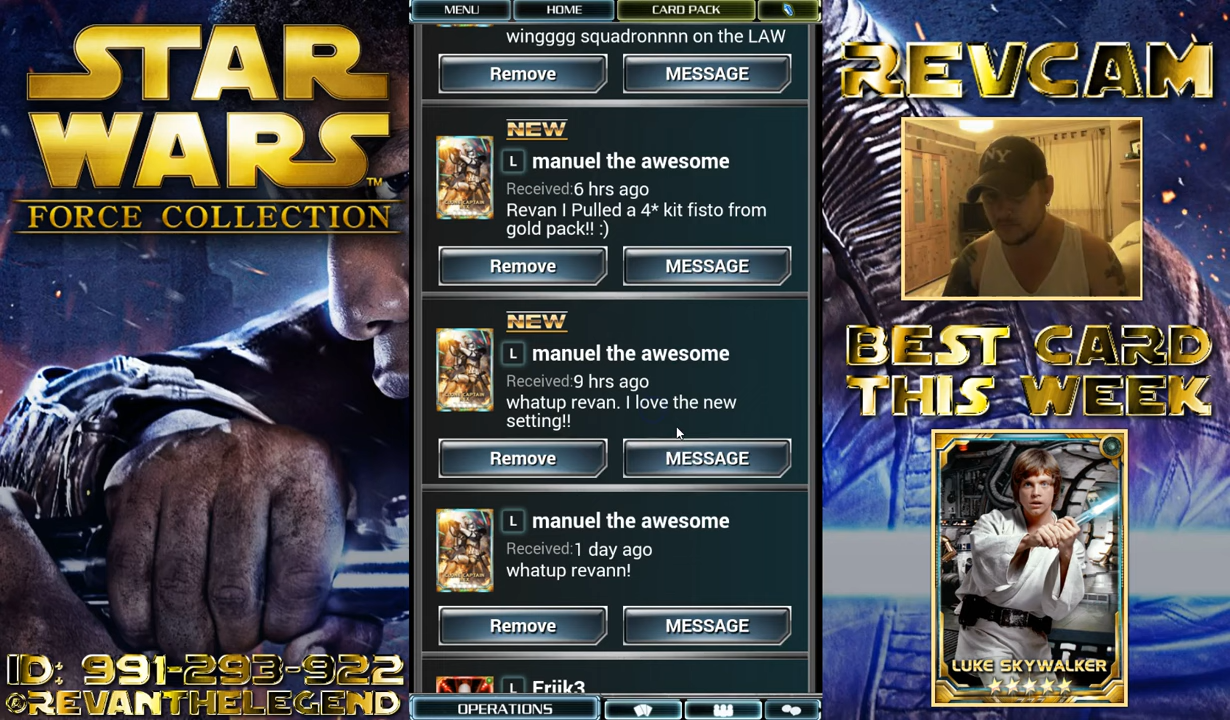 STAR
WARS
TM
FORCE COLLECTION
ID: 991-293-922
@REVANTHELEGEND
MENU
HOME
CARD PACK
wingggg squadronnnn on the LAW
Remove
MESSAGE
NEW
L manuel the awesome
Received:6 hrs ago
Revan I Pulled a 4* kit fisto from
gold pack!! :)
Remove
MESSAGE
NEW
L manuel the awesome
Received:9 hrs ago
whatup revan. I love the new
setting!!
Remove
MESSAGE
L manuel the awesome
Received:1 day ago
whatup revann!
Remove
MESSAGE
L Eriik3
OPERATIONS
REVCAM
NY
BEST CARD
THIS WEEK
LUKE SKYWALKER